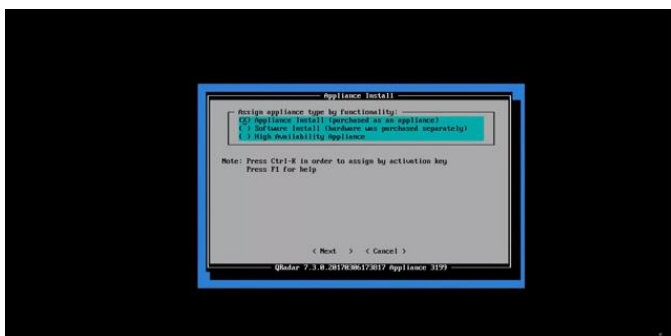 Appliance Install
Assign appliance type by functionality:
(X) Appliance Install (purchased as an appliance)
( ) Software Install (hardware was purchased separately)
( ) High Availability Appliance
Note: Press Ctrl-K in order to assign by activation key
Press F1 for help
< Next > < Cancel >
QRadar 7.3.0.20170306173817 Appliance 3199